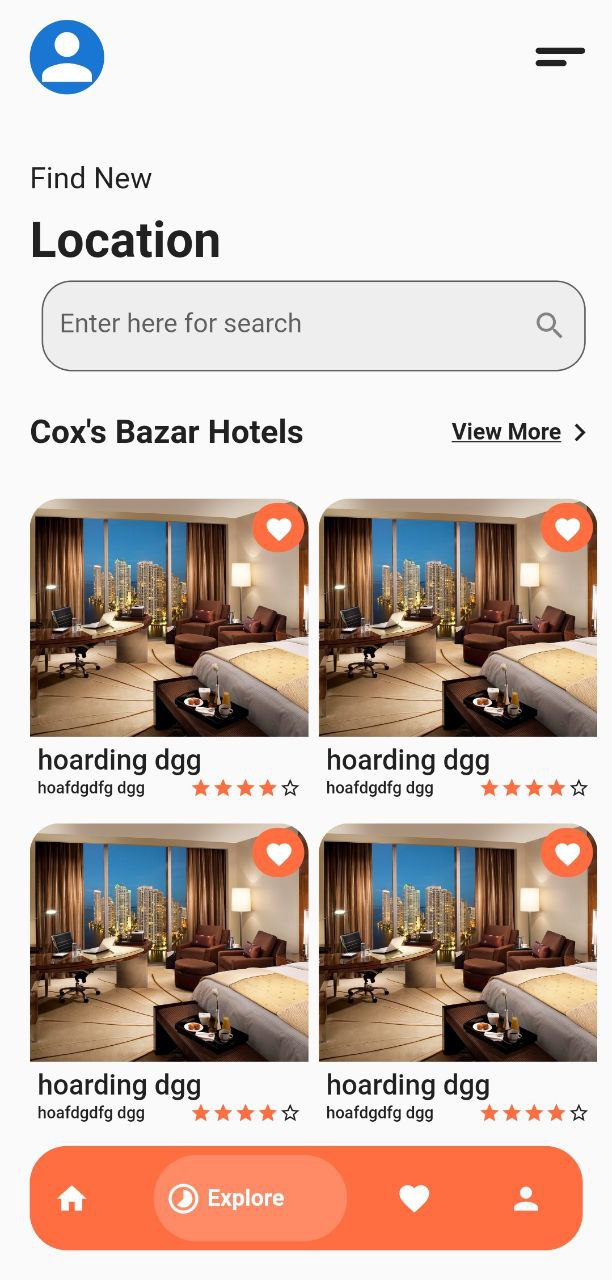 Find New
Location
Enter here for search
Cox's Bazar Hotels View More
hoarding dgg hoarding dgg
hoafdgdfg dgg hoafdgdfg dgg
hoarding dgg hoarding dgg
hoafdgdfg dgg hoafdgdfg dgg
Explore